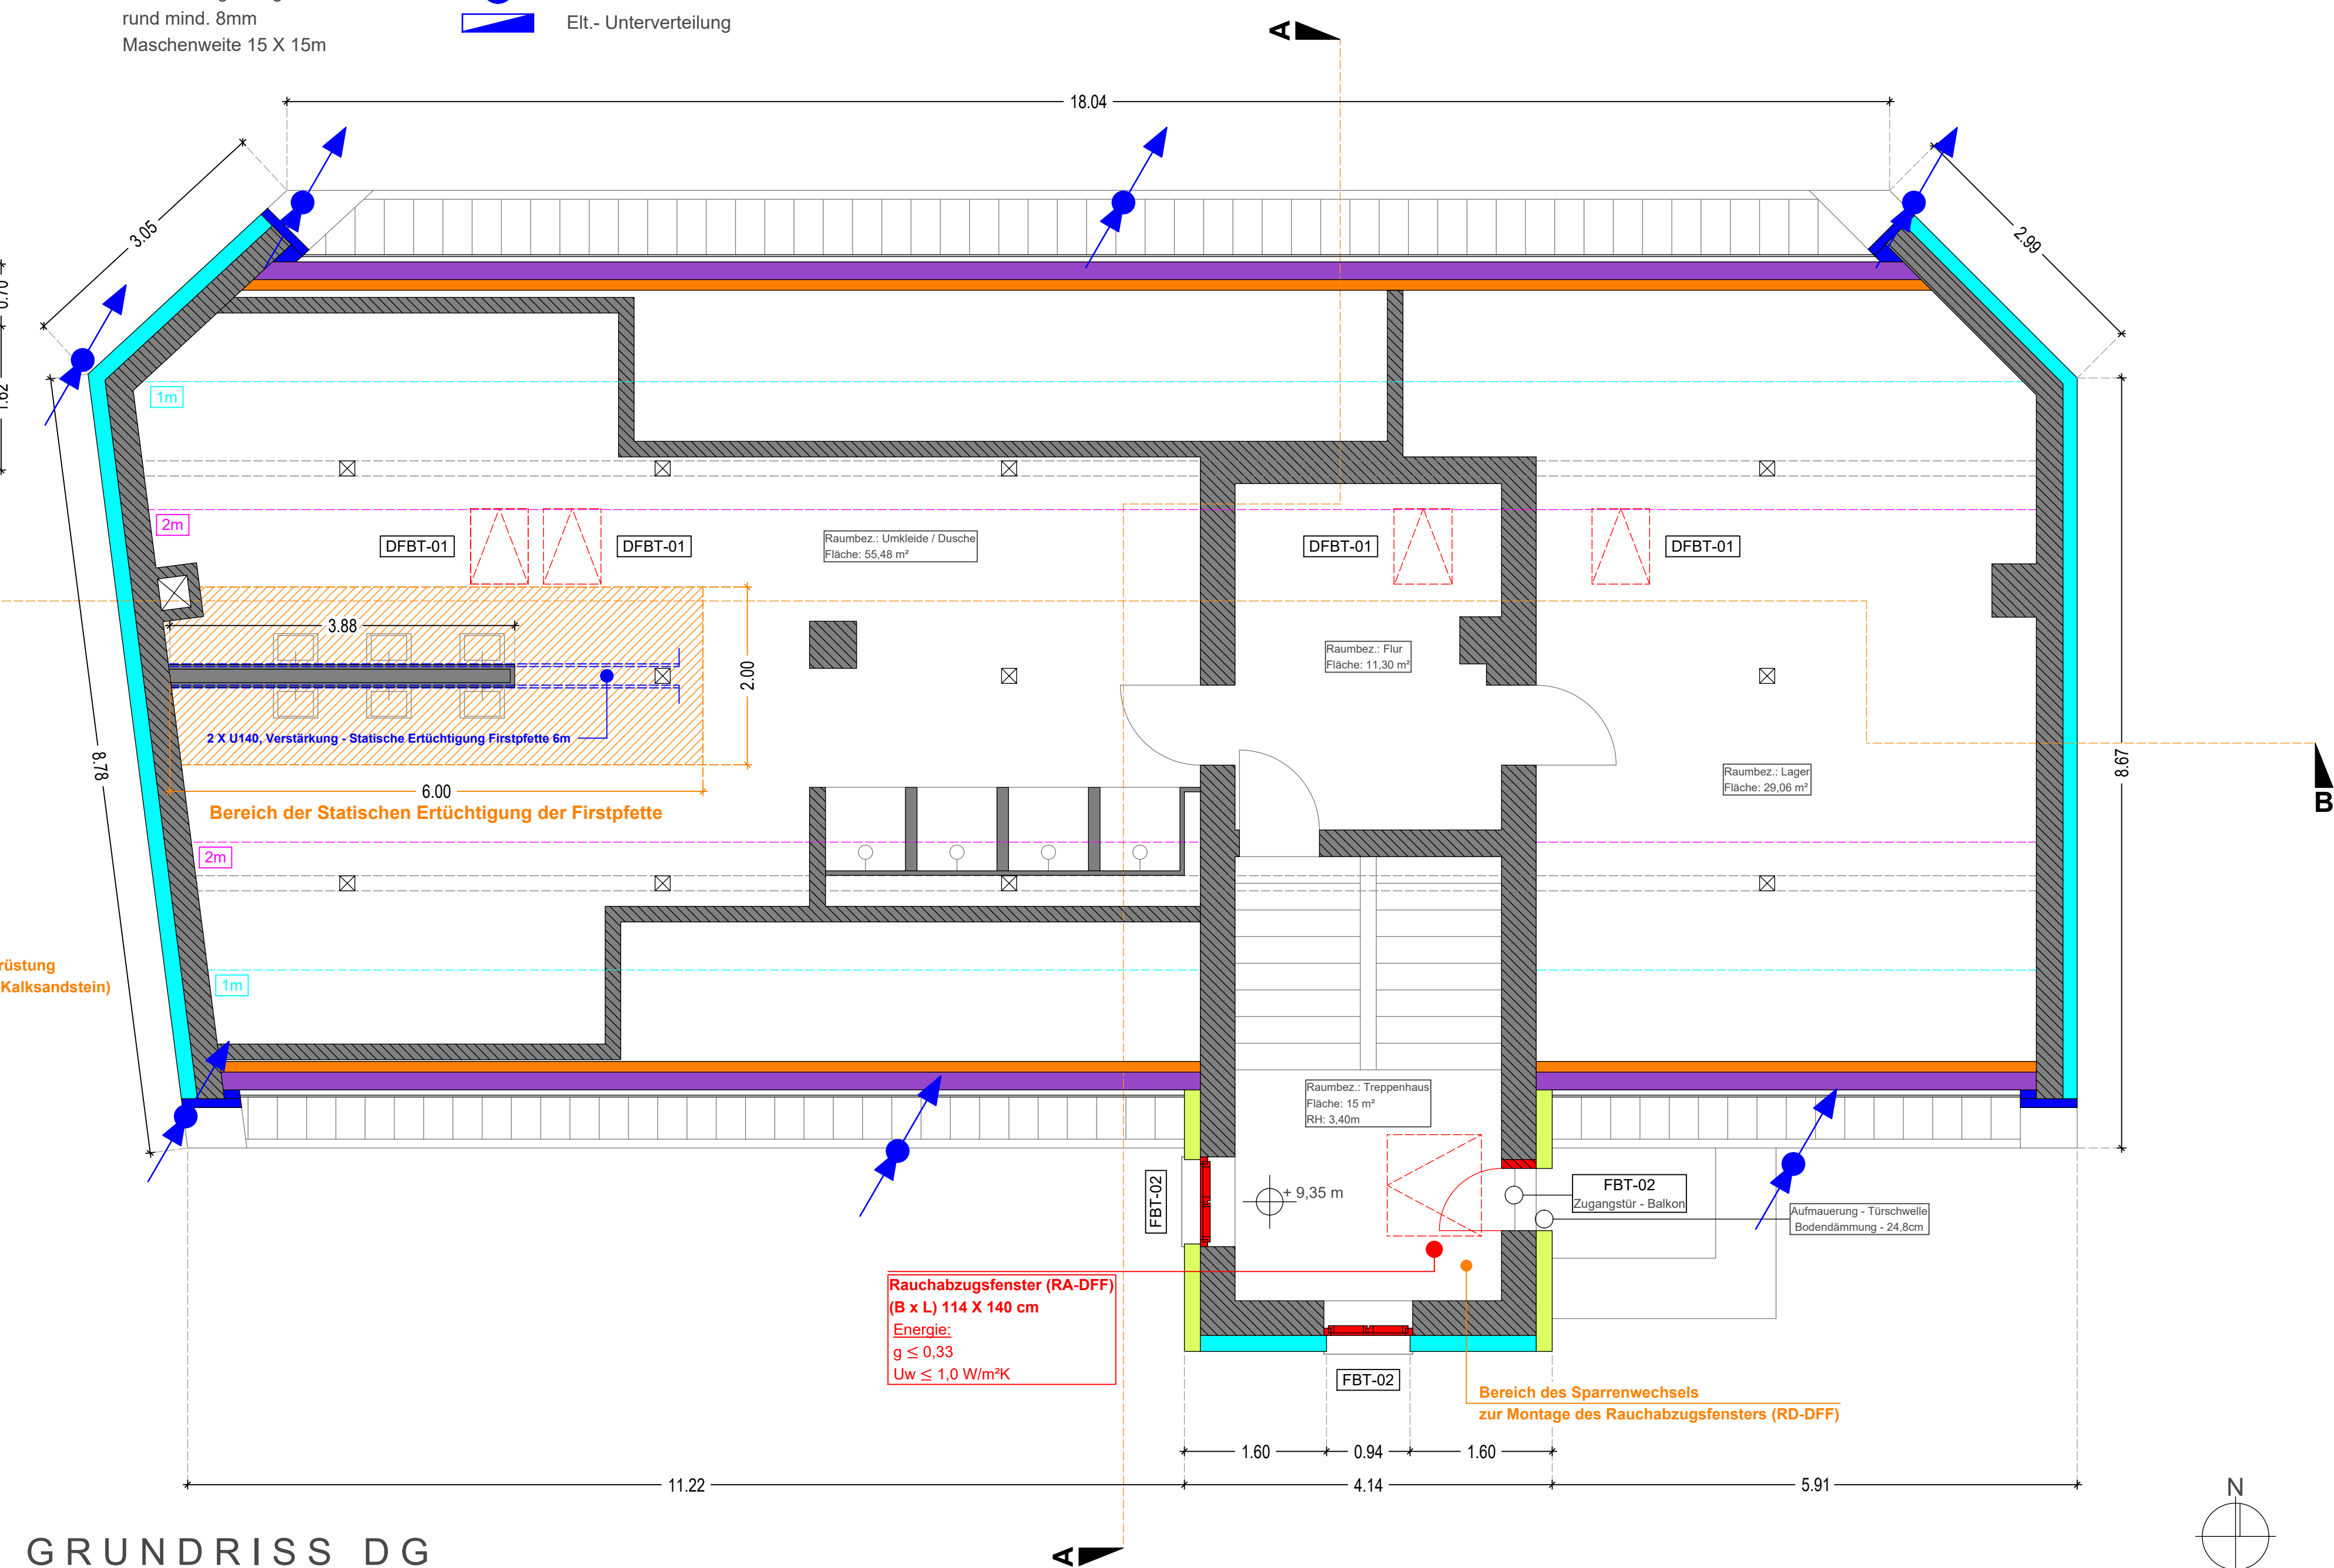 rund mind. 8mm
Maschenweite 15 X 15m
Elt.- Unterverteilung
A
18.04
3.05
2.99
0.70
1.62
1m
2m
DFBT-01
DFBT-01
Raumbez.: Umkleide / Dusche
Fläche: 55,48 m²
DFBT-01
DFBT-01
3.88
2.00
Raumbez.: Flur
Fläche: 11,30 m²
2 X U140, Verstärkung - Statische Ertüchtigung Firstpfette 6m
8.78
8.67
Raumbez.: Lager
Fläche: 29,06 m²
B
6.00
Bereich der Statischen Ertüchtigung der Firstpfette
2m
rüstung
Kalksandstein)
1m
Raumbez.: Treppenhaus
Fläche: 15 m²
RH: 3,40m
FBT-02
+ 9,35 m
FBT-02
Zugangstür - Balkon
Aufmauerung - Türschwelle
Bodendämmung - 24,8cm
Rauchabzugsfenster (RA-DFF)
(B x L) 114 X 140 cm
Energie:
g ≤ 0,33
Uw ≤ 1,0 W/m²K
FBT-02
Bereich des Sparrenwechsels
zur Montage des Rauchabzugsfensters (RD-DFF)
1.60
0.94
1.60
11.22
4.14
5.91
N
GRUNDRISS DG
A